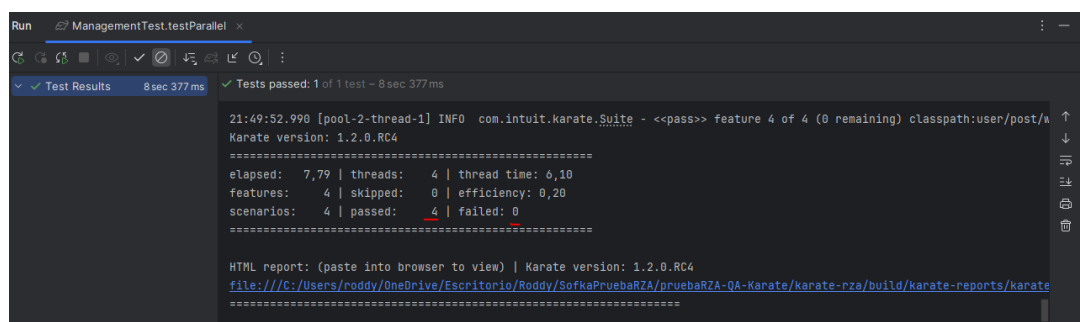 Run ManagementTest.testParallel ×
Test Results 8 sec 377 ms
Tests passed: 1 of 1 test – 8 sec 377 ms
21:49:52.990 [pool-2-thread-1] INFO com.intuit.karate.Suite - <<pass>> feature 4 of 4 (0 remaining) classpath:user/post/w
Karate version: 1.2.0.RC4
======================================================
elapsed: 7,79 | threads: 4 | thread time: 6,10
features: 4 | skipped: 0 | efficiency: 0,20
scenarios: 4 | passed: 4 | failed: 0
======================================================
HTML report: (paste into browser to view) | Karate version: 1.2.0.RC4
file:///C:/Users/roddy/OneDrive/Escritorio/Roddy/SofkaPruebaRZA/pruebaRZA-QA-Karate/karate-rza/build/karate-reports/karate
================================================================